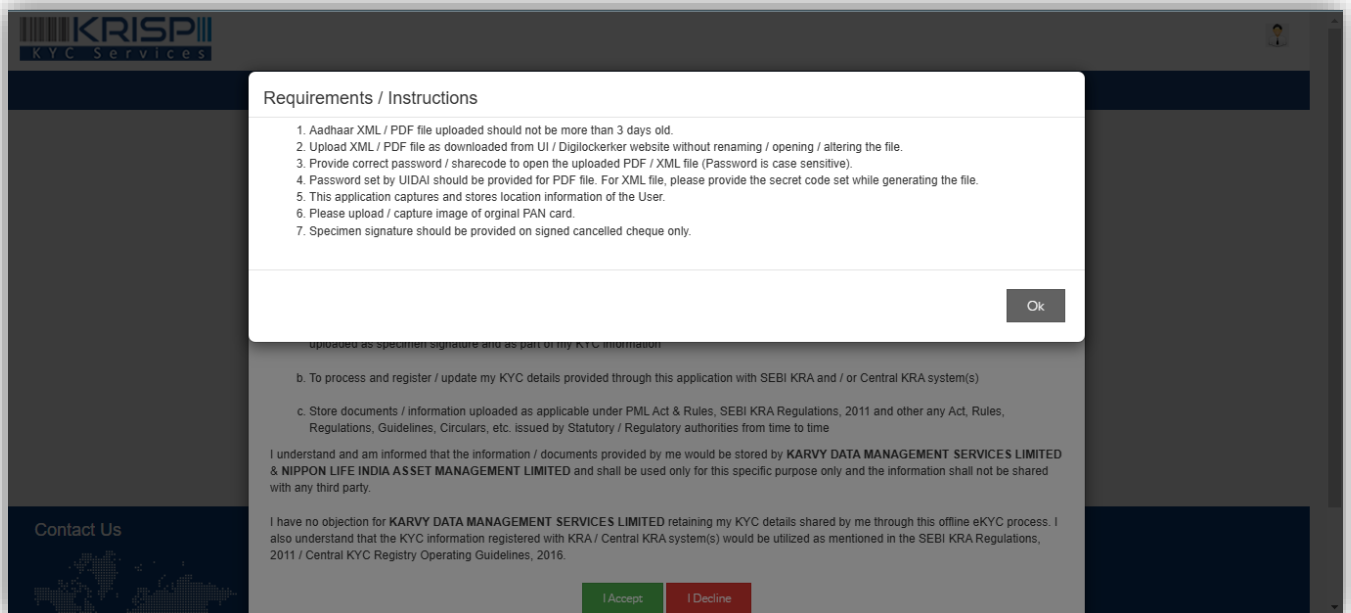 KRISP
KYC Services
Requirements / Instructions
1. Aadhaar XML / PDF file uploaded should not be more than 3 days old.
2. Upload XML / PDF file as downloaded from UI / Digilockerker website without renaming / opening / altering the file.
3. Provide correct password / sharecode to open the uploaded PDF / XML file (Password is case sensitive).
4. Password set by UIDAI should be provided for PDF file. For XML file, please provide the secret code set while generating the file.
5. This application captures and stores location information of the User.
6. Please upload / capture image of orginal PAN card.
7. Specimen signature should be provided on signed cancelled cheque only.
Ok
uploaded as specimen signature and as part of my KYC information
b. To process and register / update my KYC details provided through this application with SEBI KRA and / or Central KRA system(s)
c. Store documents / information uploaded as applicable under PML Act & Rules, SEBI KRA Regulations, 2011 and other any Act, Rules,
Regulations, Guidelines, Circulars, etc. issued by Statutory / Regulatory authorities from time to time
I understand and am informed that the information / documents provided by me would be stored by KARVY DATA MANAGEMENT SERVICES LIMITED
& NIPPON LIFE INDIA ASSET MANAGEMENT LIMITED and shall be used only for this specific purpose only and the information shall not be shared
with any third party.
I have no objection for KARVY DATA MANAGEMENT SERVICES LIMITED retaining my KYC details shared by me through this offline eKYC process. I
also understand that the KYC information registered with KRA / Central KRA system(s) would be utilized as mentioned in the SEBI KRA Regulations,
2011 / Central KYC Registry Operating Guidelines, 2016.
Contact Us
I Accept
I Decline